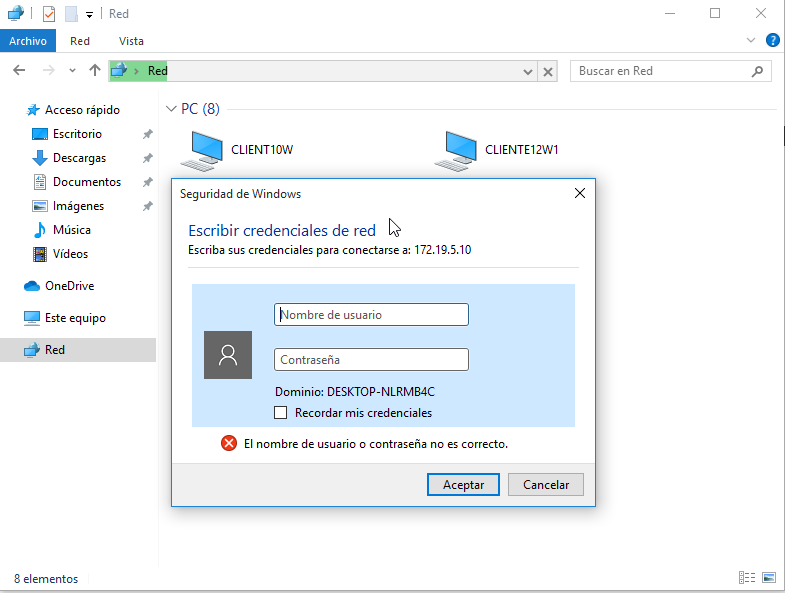 Red
Archivo
Red
Vista
Red
Buscar en Red
Acceso rápido
Escritorio
Descargas
Documentos
Imágenes
Música
Vídeos
OneDrive
Este equipo
Red
PC (8)
CLIENT10W
CLIENTE12W1
Seguridad de Windows
Escribir credenciales de red
Escriba sus credenciales para conectarse a: 172.19.5.10
Nombre de usuario
Contraseña
Dominio: DESKTOP-NLRMB4C
Recordar mis credenciales
El nombre de usuario o contraseña no es correcto.
Aceptar
Cancelar
8 elementos